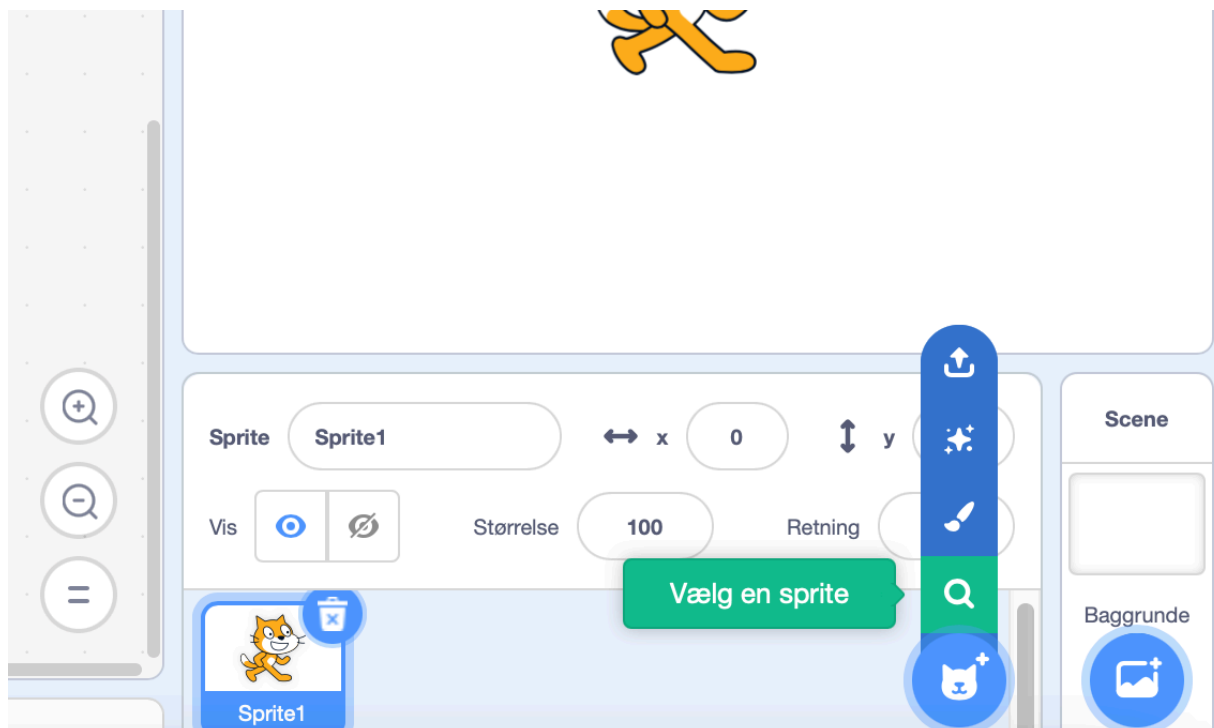 Sprite Sprite1 x 0 y
Scene
Vis Størrelse 100 Retning
Vælg en sprite
Baggrunde
Sprite1